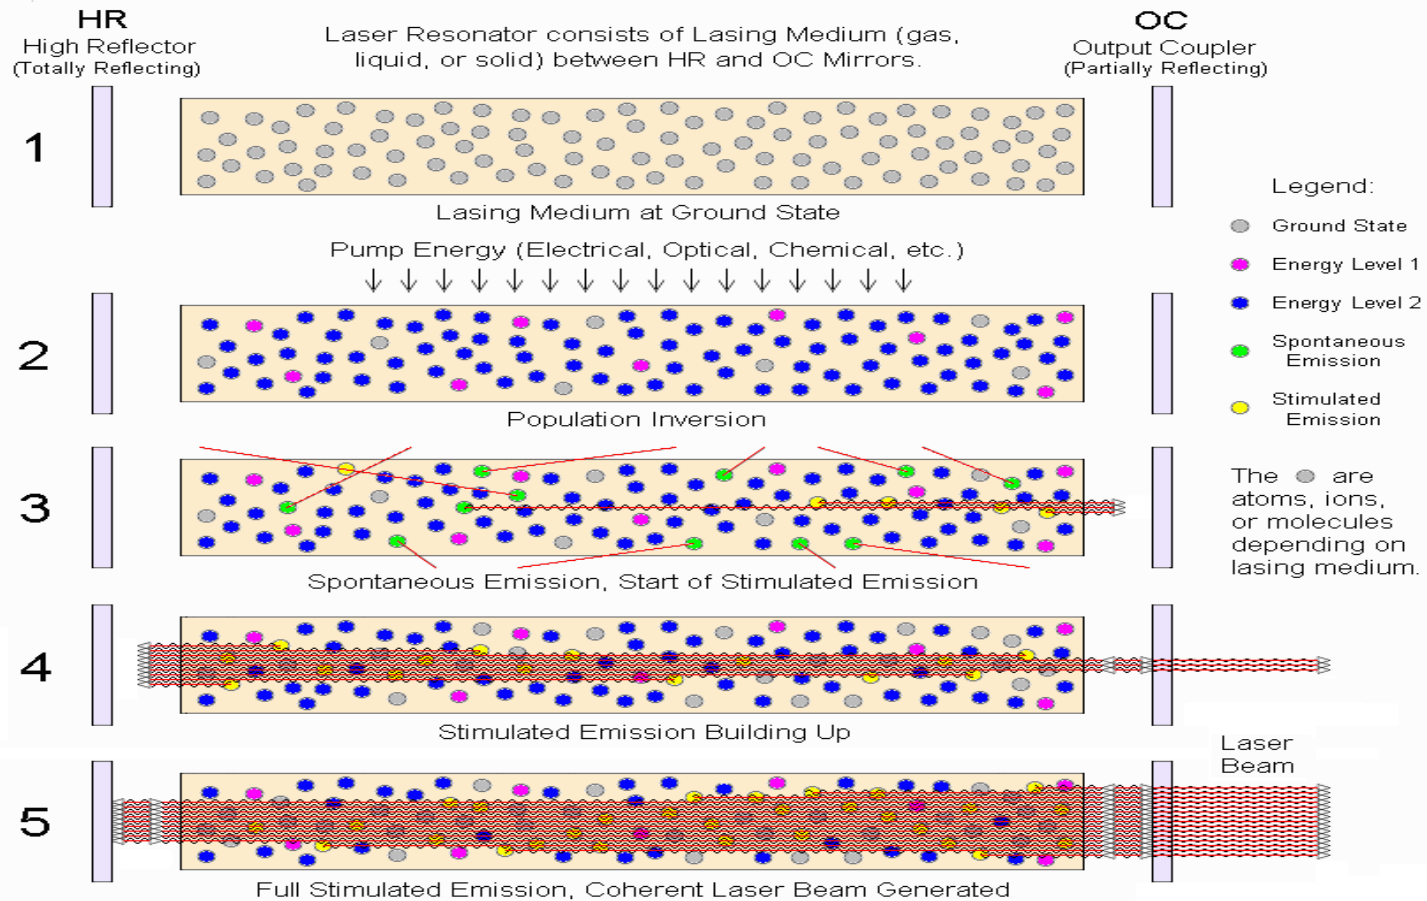 HR
High Reflector
(Totally Reflecting)
Laser Resonator consists of Lasing Medium (gas,
liquid, or solid) between HR and OC Mirrors.
OC
Output Coupler
(Partially Reflecting)
1
Lasing Medium at Ground State
Pump Energy (Electrical, Optical, Chemical, etc.)
2
Population Inversion
3
Spontaneous Emission, Start of Stimulated Emission
4
Stimulated Emission Building Up
5
Full Stimulated Emission, Coherent Laser Beam Generated
Legend:
Ground State
Energy Level 1
Energy Level 2
Spontaneous
Emission
Stimulated
Emission
The are
atoms, ions,
or molecules
depending on
lasing medium.
Laser
Beam